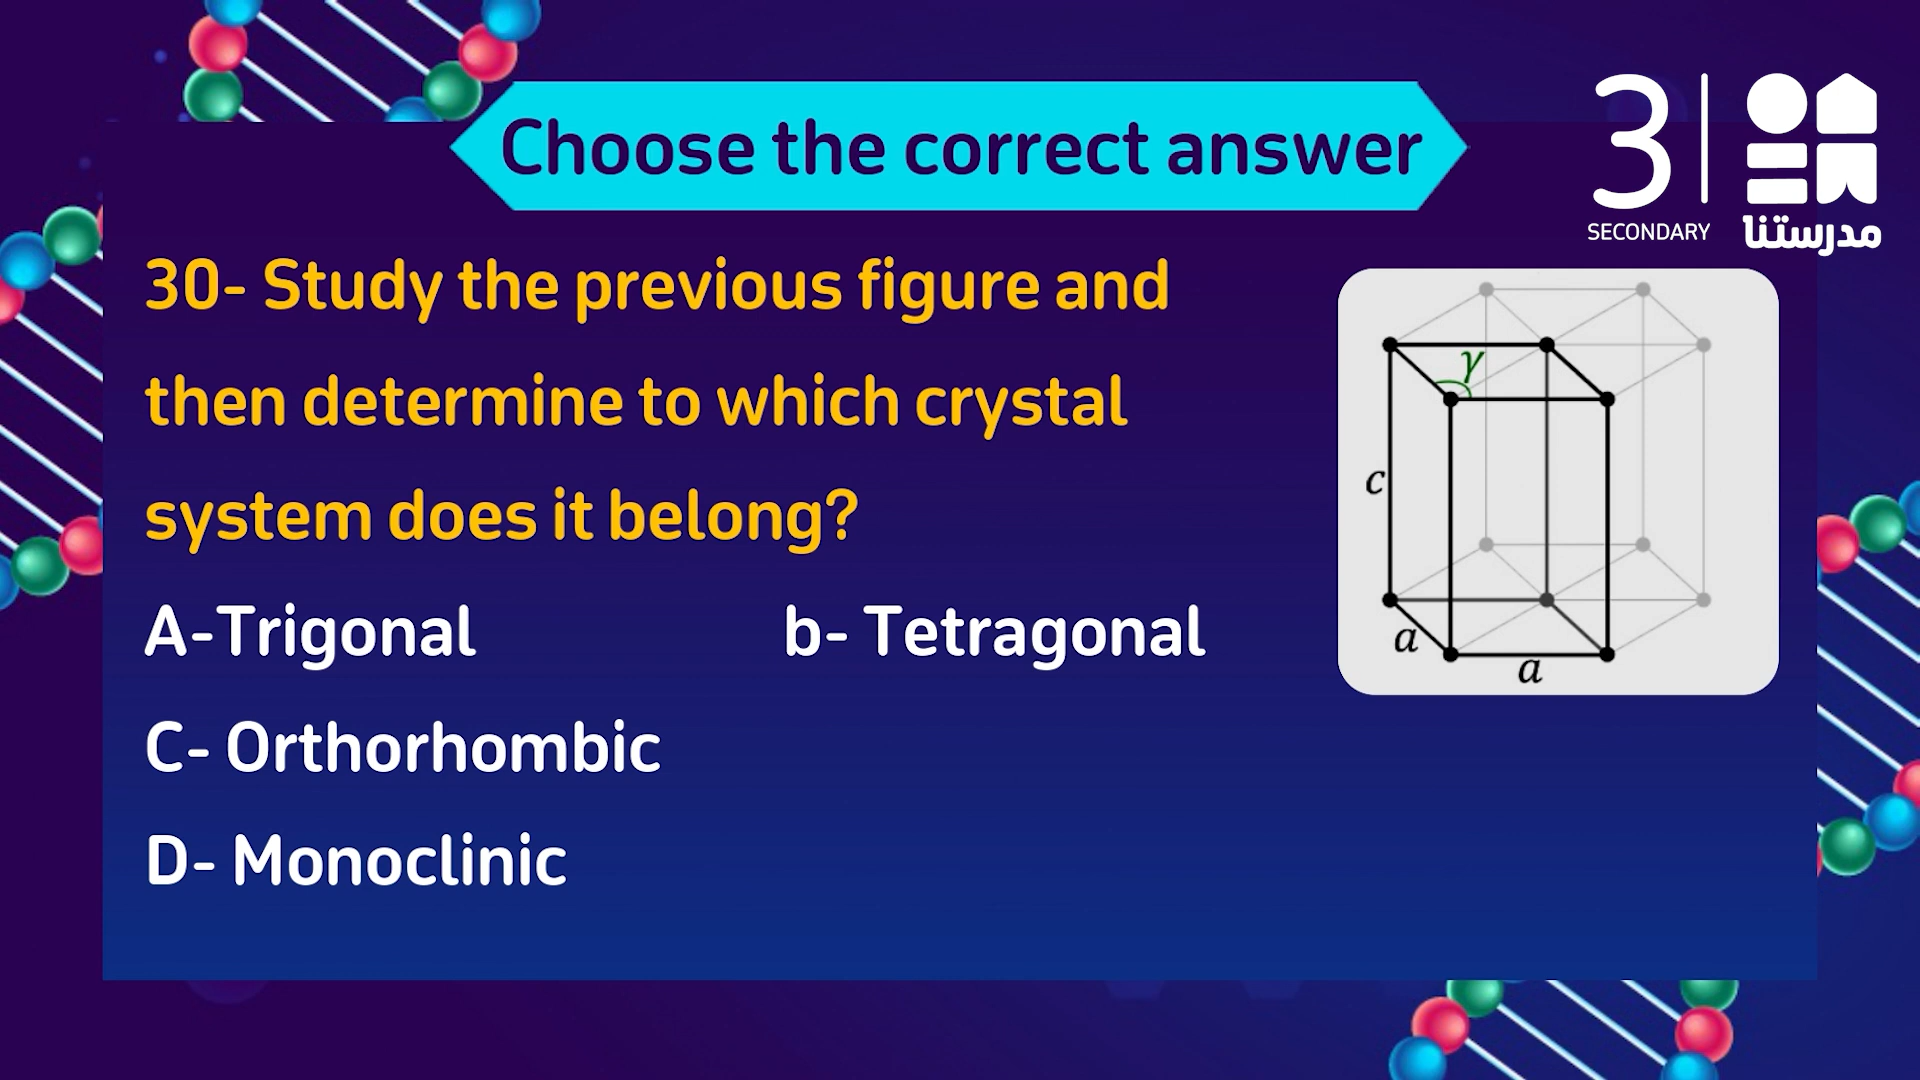 Choose the correct answer
3
SECONDARY
مدرستنا
30- Study the previous figure and
then determine to which crystal
system does it belong?
A-Trigonal b- Tetragonal
C- Orthorhombic
D- Monoclinic
γ
c
a
a